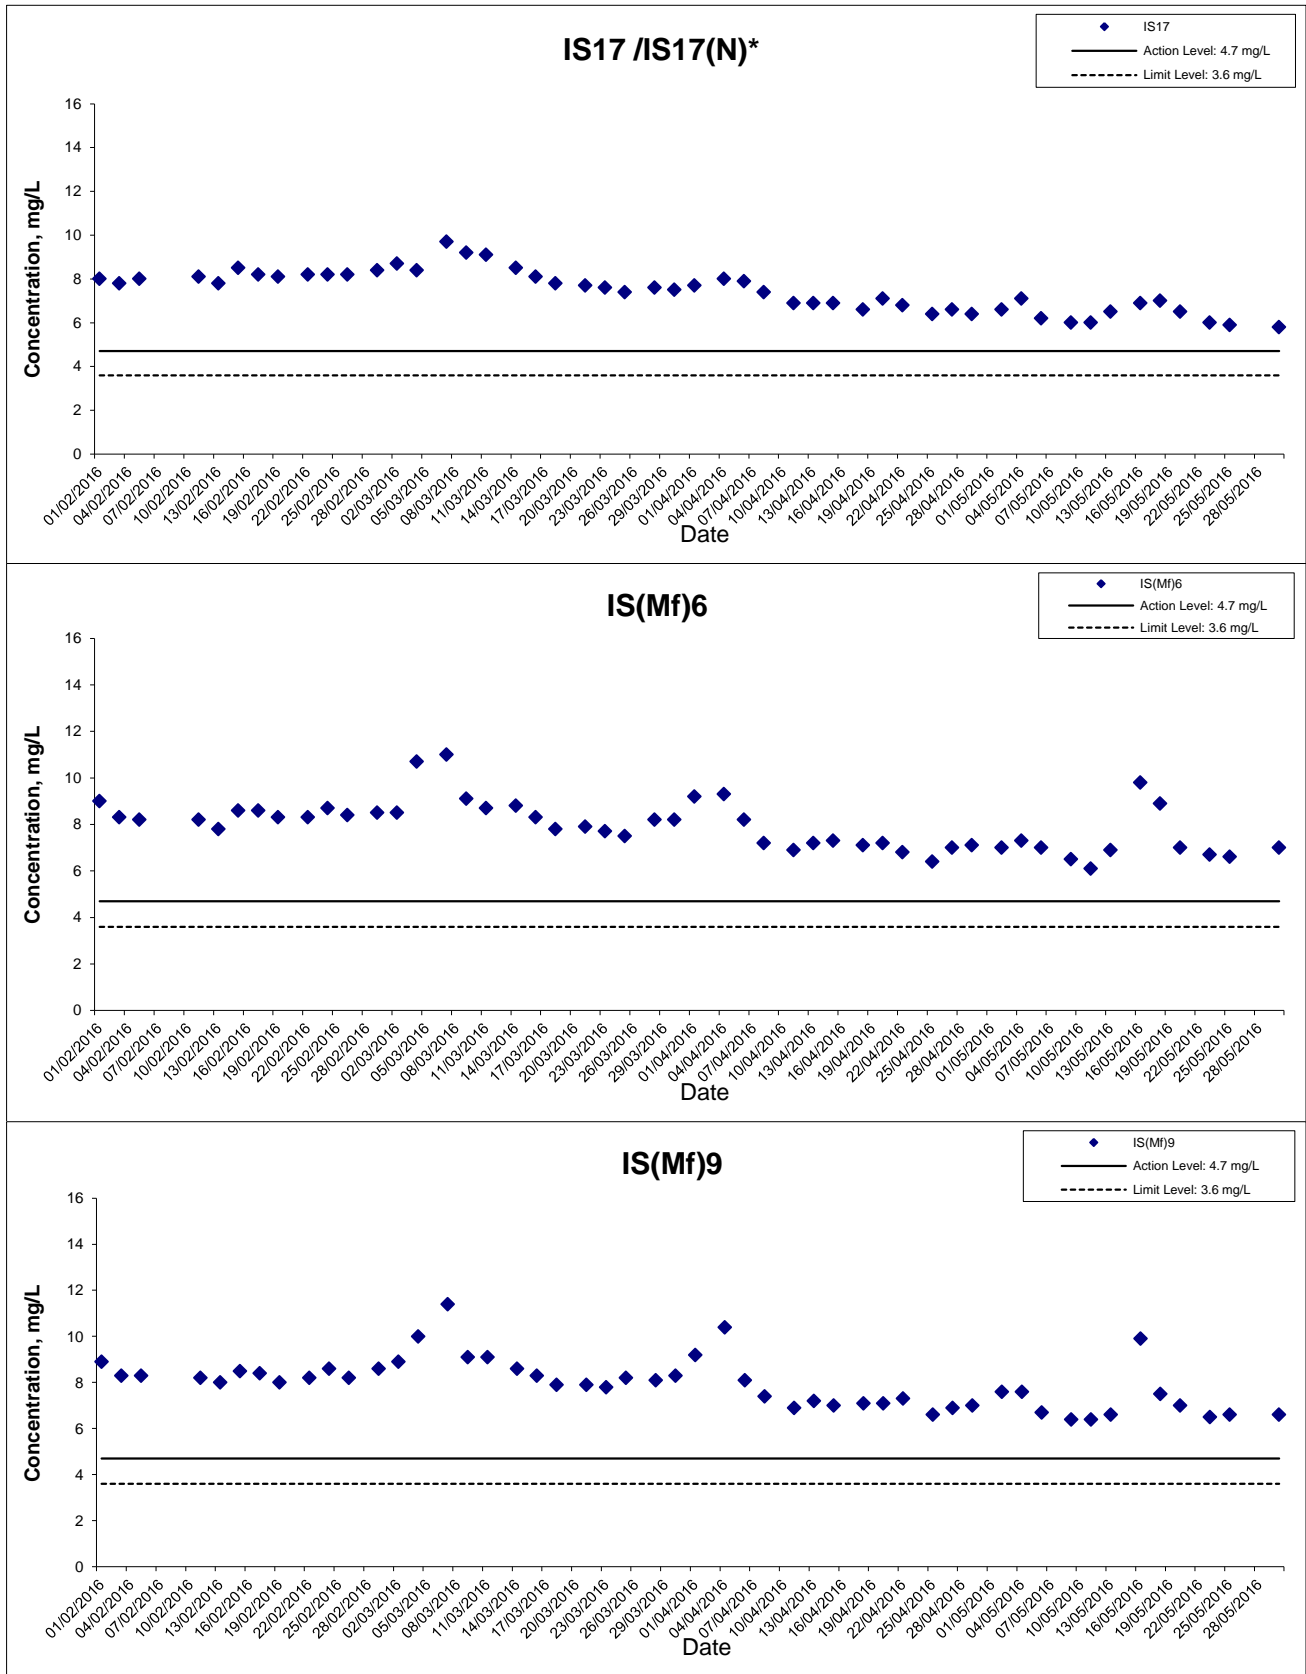 IS17 /IS17(N)*
IS17
Action Level: 4.7 mg/L
Limit Level: 3.6 mg/L
Concentration, mg/L
16
14
12
10
8
6
4
2
0
01/02/2016 04/02/2016 07/02/2016 10/02/2016 13/02/2016 16/02/2016 19/02/2016 22/02/2016 25/02/2016 28/02/2016 02/03/2016 05/03/2016 08/03/2016 11/03/2016 14/03/2016 17/03/2016 20/03/2016 23/03/2016 26/03/2016 29/03/2016 01/04/2016 04/04/2016 07/04/2016 10/04/2016 13/04/2016 16/04/2016 19/04/2016 22/04/2016 25/04/2016 28/04/2016 01/05/2016 04/05/2016 07/05/2016 10/05/2016 13/05/2016 16/05/2016 19/05/2016 22/05/2016 25/05/2016 28/05/2016
Date
IS(Mf)6
IS(Mf)6
Action Level: 4.7 mg/L
Limit Level: 3.6 mg/L
Concentration, mg/L
16
14
12
10
8
6
4
2
0
01/02/2016 04/02/2016 07/02/2016 10/02/2016 13/02/2016 16/02/2016 19/02/2016 22/02/2016 25/02/2016 28/02/2016 02/03/2016 05/03/2016 08/03/2016 11/03/2016 14/03/2016 17/03/2016 20/03/2016 23/03/2016 26/03/2016 29/03/2016 01/04/2016 04/04/2016 07/04/2016 10/04/2016 13/04/2016 16/04/2016 19/04/2016 22/04/2016 25/04/2016 28/04/2016 01/05/2016 04/05/2016 07/05/2016 10/05/2016 13/05/2016 16/05/2016 19/05/2016 22/05/2016 25/05/2016 28/05/2016
Date
IS(Mf)9
IS(Mf)9
Action Level: 4.7 mg/L
Limit Level: 3.6 mg/L
Concentration, mg/L
16
14
12
10
8
6
4
2
0
01/02/2016 04/02/2016 07/02/2016 10/02/2016 13/02/2016 16/02/2016 19/02/2016 22/02/2016 25/02/2016 28/02/2016 02/03/2016 05/03/2016 08/03/2016 11/03/2016 14/03/2016 17/03/2016 20/03/2016 23/03/2016 26/03/2016 29/03/2016 01/04/2016 04/04/2016 07/04/2016 10/04/2016 13/04/2016 16/04/2016 19/04/2016 22/04/2016 25/04/2016 28/04/2016 01/05/2016 04/05/2016 07/05/2016 10/05/2016 13/05/2016 16/05/2016 19/05/2016 22/05/2016 25/05/2016 28/05/2016
Date